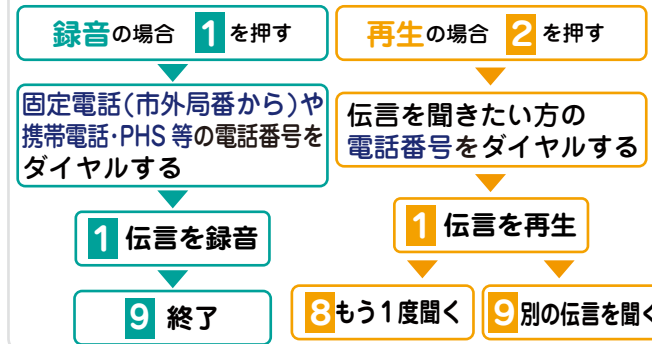 録音の場合 1 を押す
固定電話(市外局番から)や
携帯電話・PHS 等の電話番号を
ダイヤルする
1 伝言を録音
9 終了
再生の場合 2 を押す
伝言を聞きたい方の
電話番号をダイヤルする
1 伝言を再生
8 もう1度聞く
9 別の伝言を聞く